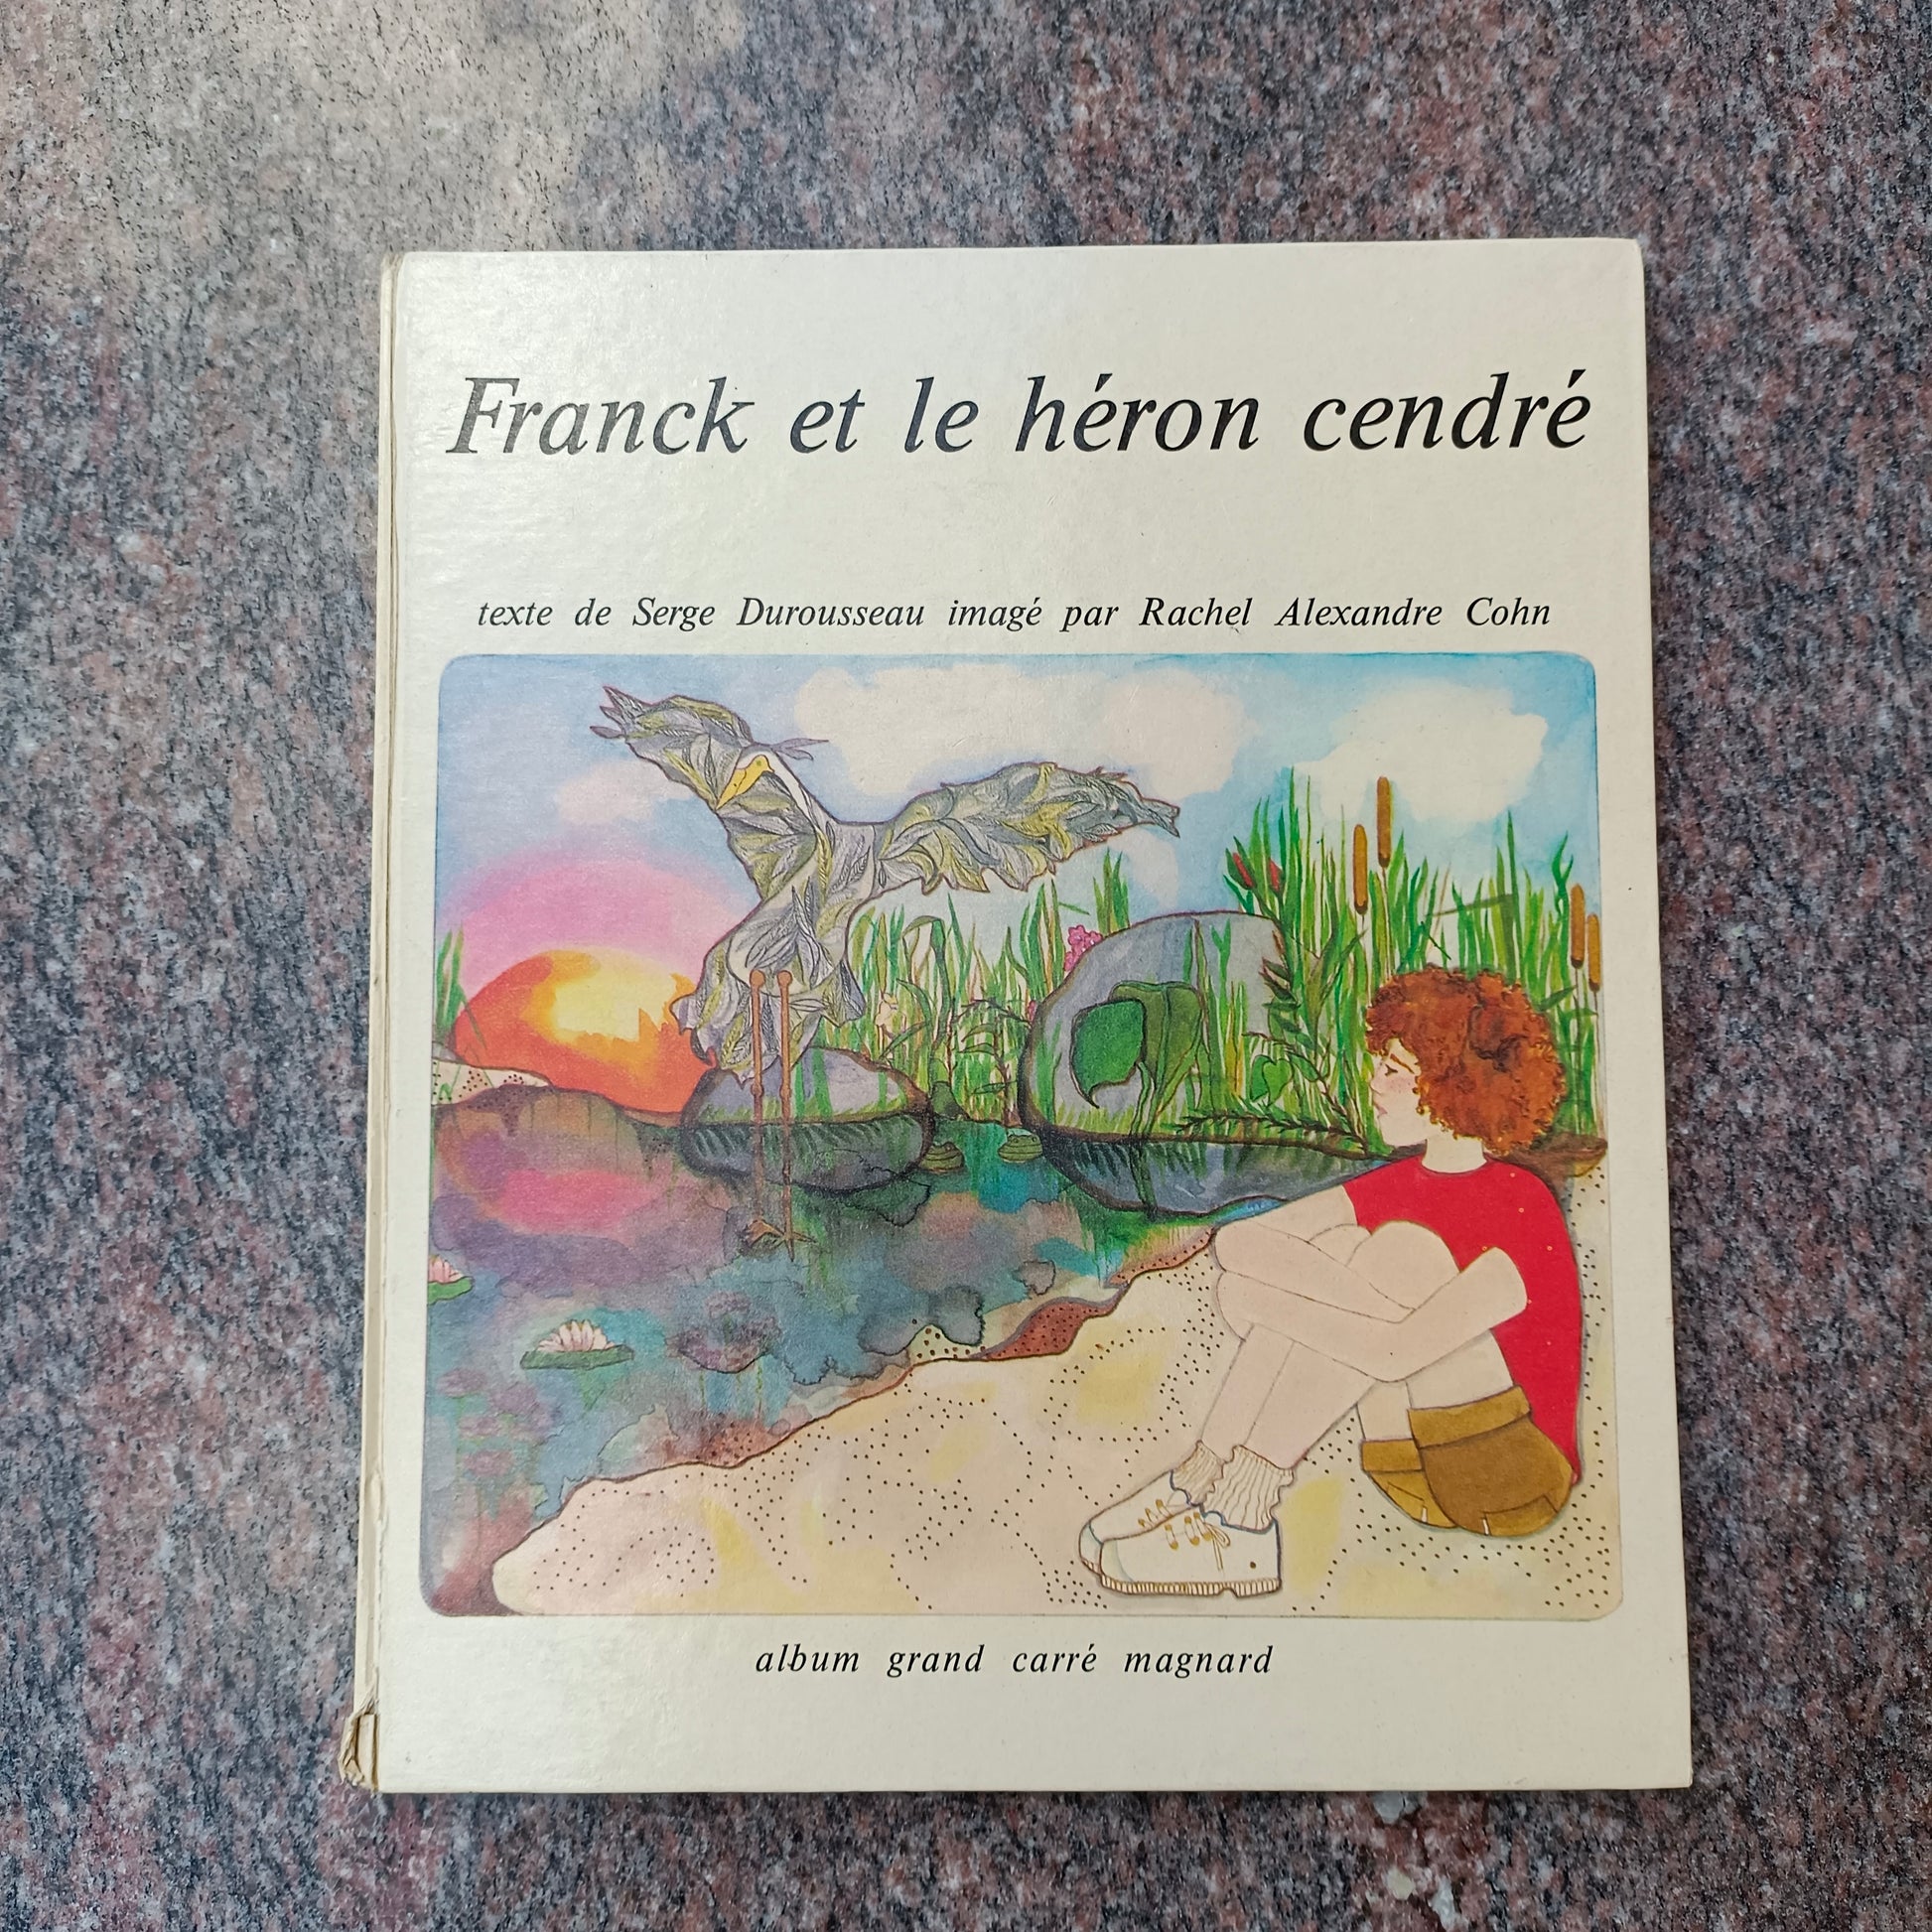 Franck et le héron cendré
texte de Serge Durousseau imagé par Rachel Alexandre Cohn
album grand carré magnard